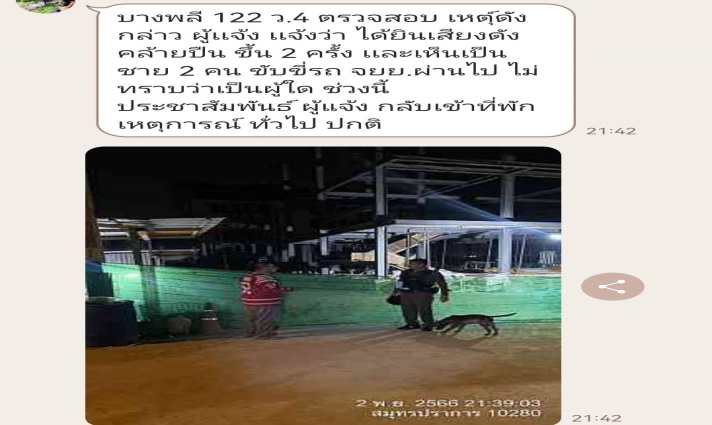 บางพลี 122 ว.4 ตรวจสอบ เหตุ์ดัง
กล่าว ผู้แจ้ง แจ้งว่า ได้ยินเสียงดัง
คล้ายปืน ขึ้น 2 ครั้ง และเห็นเป็น
ชาย 2 คน ขับขี่รถ จยย.ผ่านไป ไม่
ทราบว่าเป็นผู้ใด ช่วงนี้
ประชาสัมพันธ์ ผู้แจ้ง กลับเข้าที่พัก
เหตุการณ์ ทั่วไป ปกติ
21:42
2 พ.ย. 2566 21:39:03
สมุทรปราการ 10280
21:42